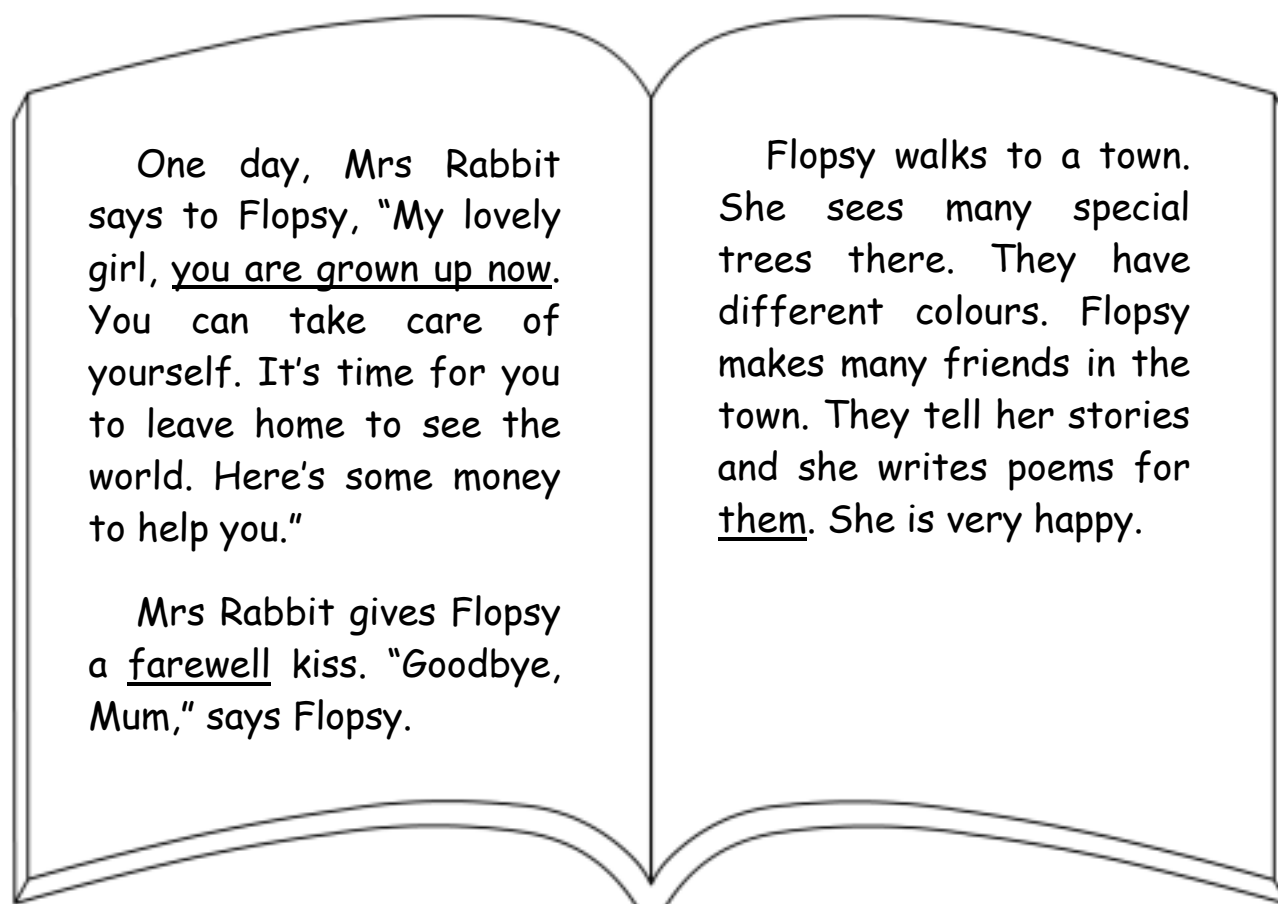 One day, Mrs Rabbit
says to Flopsy, “My lovely
girl, you are grown up now.
You can take care of
yourself. It’s time for you
to leave home to see the
world. Here’s some money
to help you.”
Mrs Rabbit gives Flopsy
a farewell kiss. “Goodbye,
Mum,” says Flopsy.
Flopsy walks to a town.
She sees many special
trees there. They have
different colours. Flopsy
makes many friends in the
town. They tell her stories
and she writes poems for
them. She is very happy.